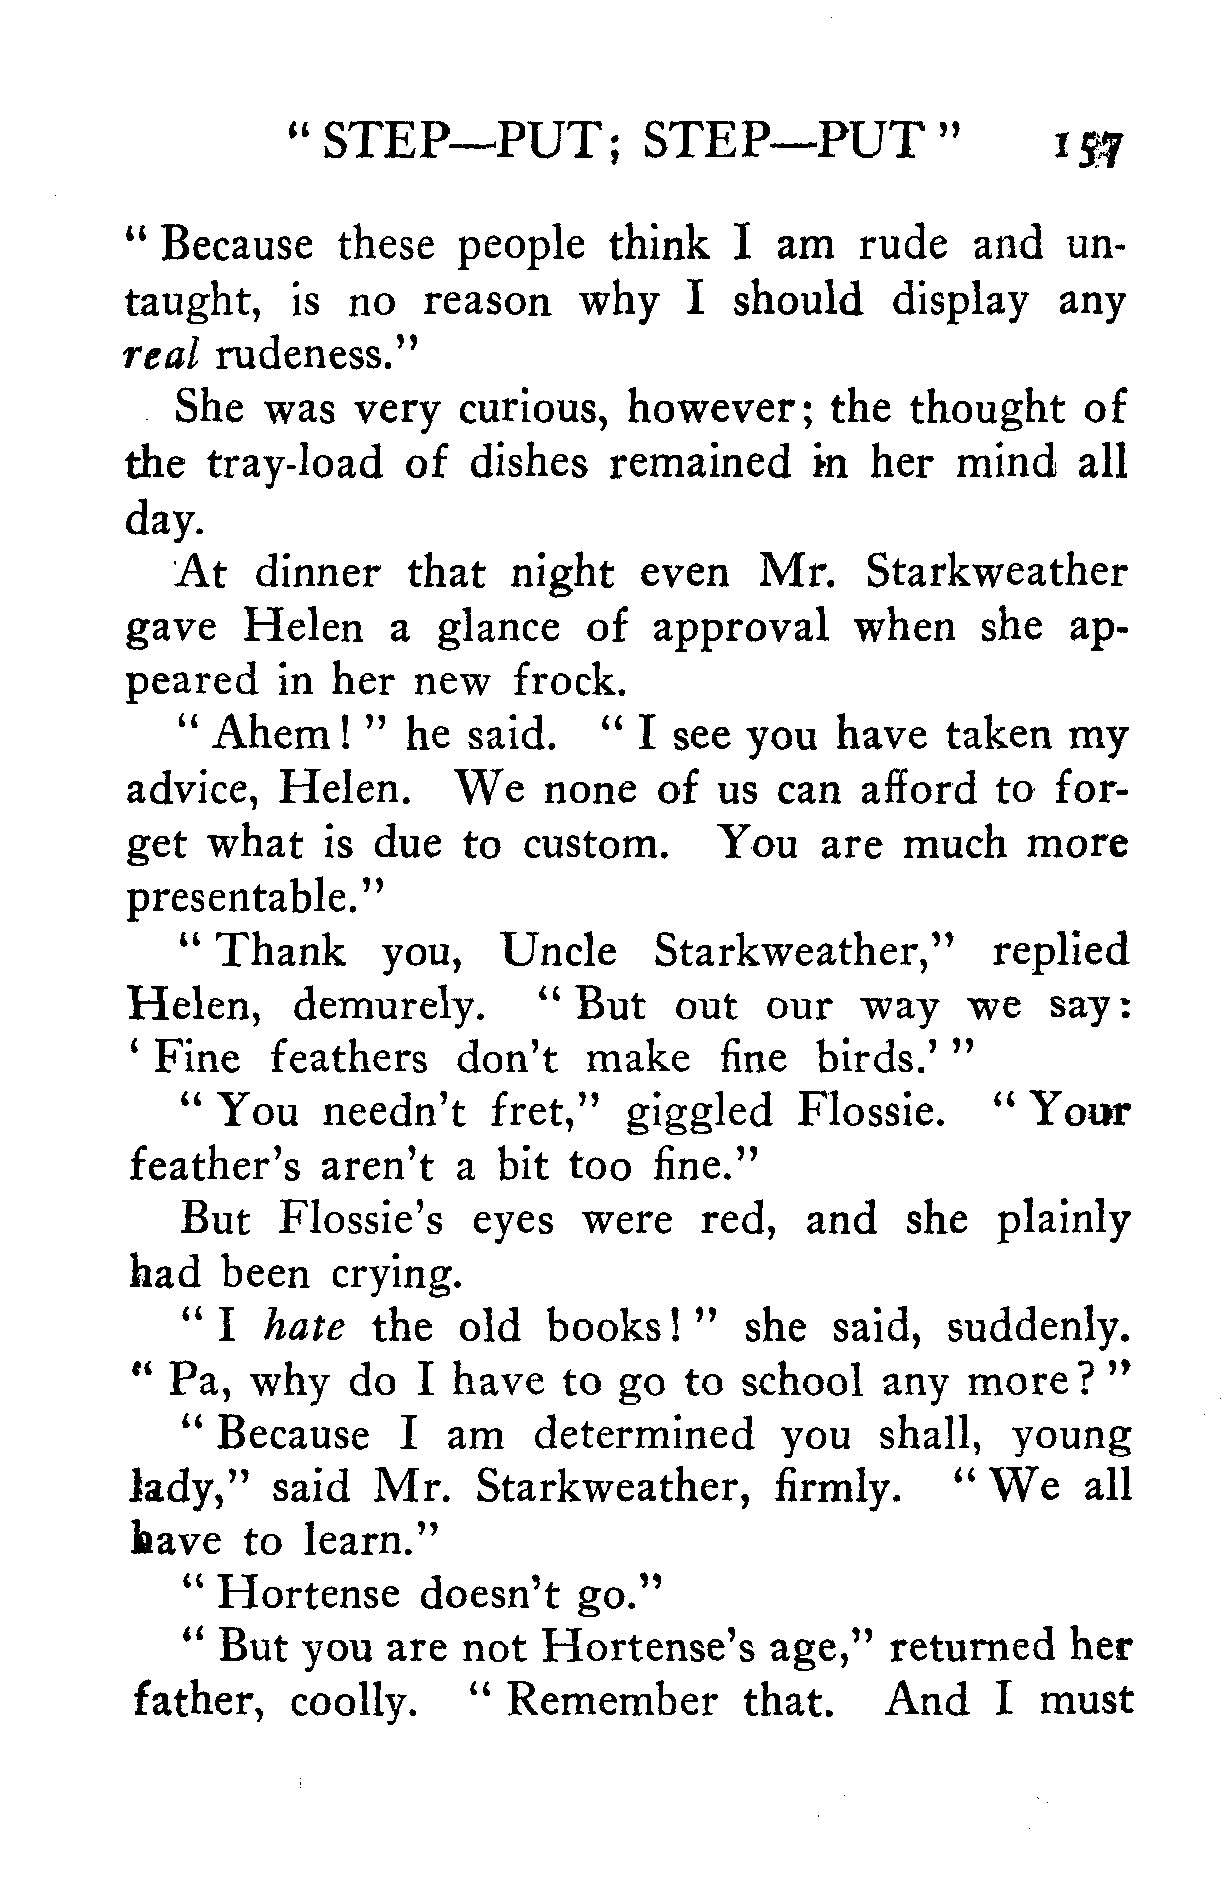 "STEP—PUT; STEP—PUT" 157
"Because these people think I am rude and un-
taught, is no reason why I should display any
real rudeness."
She was very curious, however; the thought of
the tray-load of dishes remained in her mind all
day.
At dinner that night even Mr. Starkweather
gave Helen a glance of approval when she ap-
peared in her new frock.
"Ahem!" he said. "I see you have taken my
advice, Helen. We none of us can afford to for-
get what is due to custom. You are much more
presentable."
"Thank you, Uncle Starkweather," replied
Helen, demurely. "But out our way we say:
'Fine feathers don't make fine birds.'"
"You needn't fret," giggled Flossie. "Your
feather's aren't a bit too fine."
But Flossie's eyes were red, and she plainly
had been crying.
"I hate the old books!" she said, suddenly.
"Pa, why do I have to go to school any more?"
"Because I am determined you shall, young
lady," said Mr. Starkweather, firmly. "We all
have to learn."
"Hortense doesn't go."
"But you are not Hortense's age," returned her
father, coolly. "Remember that. And I must